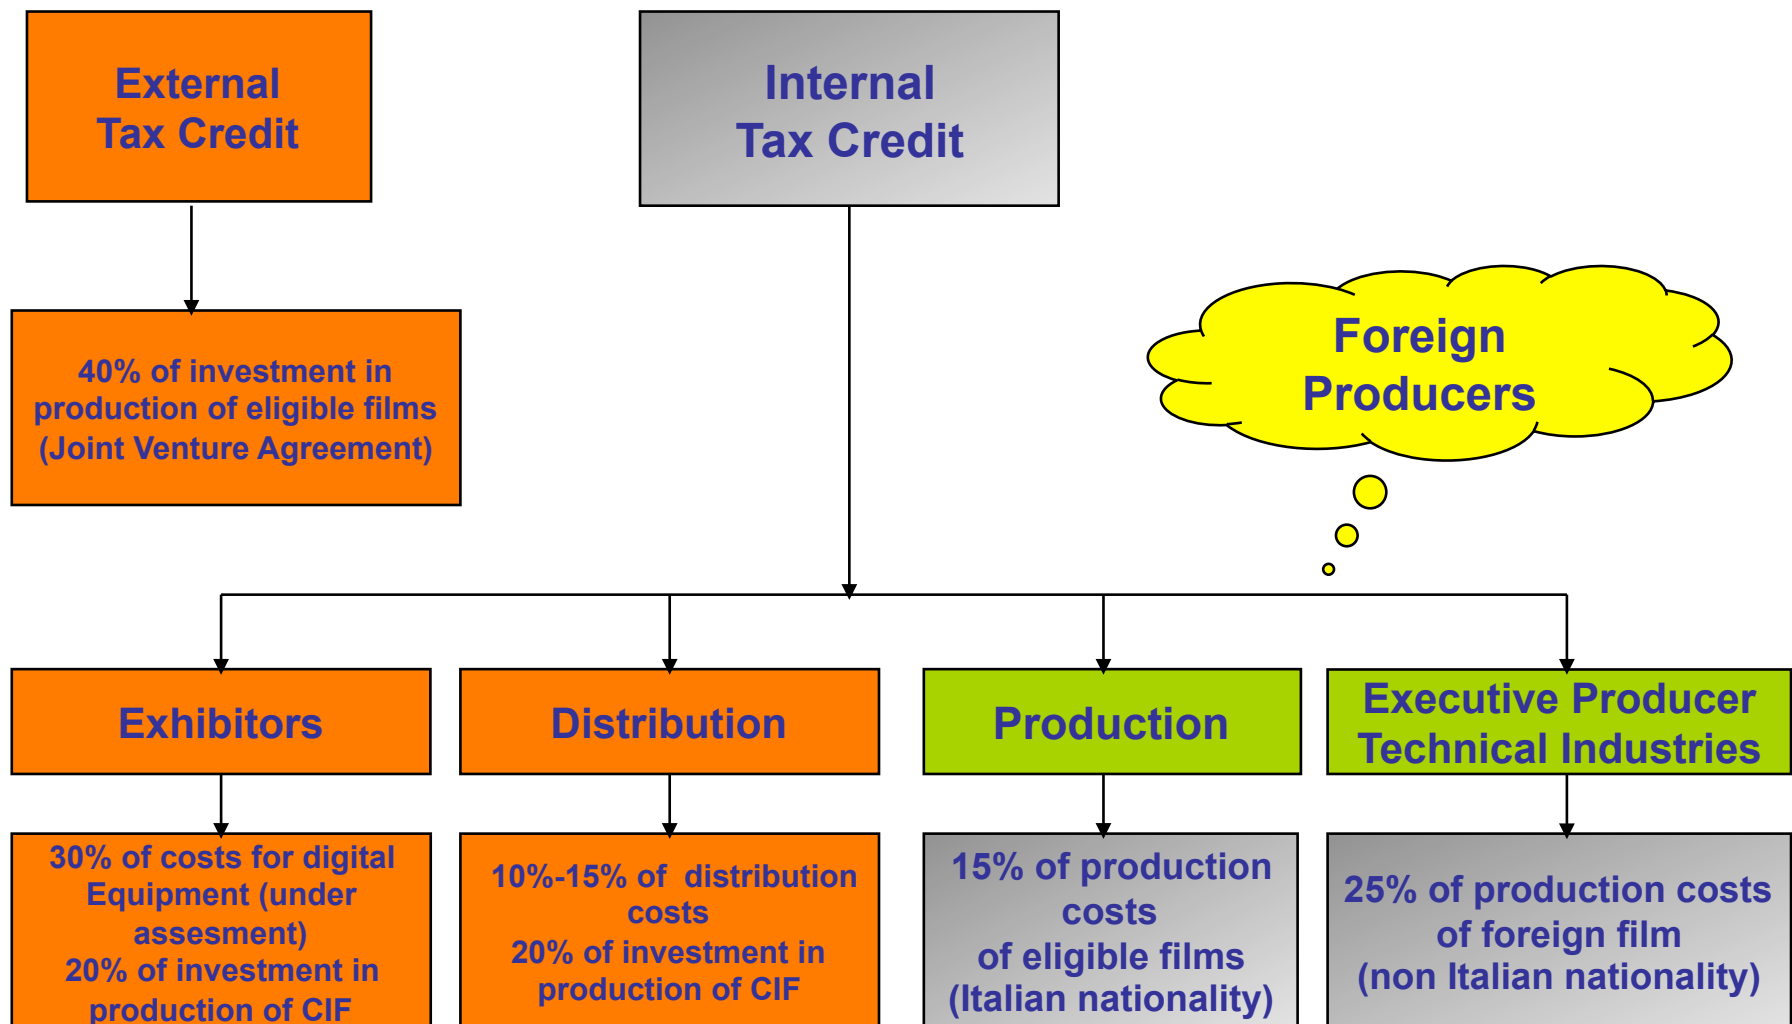 External
Tax Credit
Internal
Tax Credit
40% of investment in
production of eligible films
(Joint Venture Agreement)
Foreign
Producers
Exhibitors
Distribution
Production
Executive Producer
Technical Industries
30% of costs for digital
Equipment (under
assesment)
20% of investment in
production of CIF
10%-15% of distribution
costs
20% of investment in
production of CIF
15% of production
costs
of eligible films
(Italian nationality)
25% of production costs
of foreign film
(non Italian nationality)